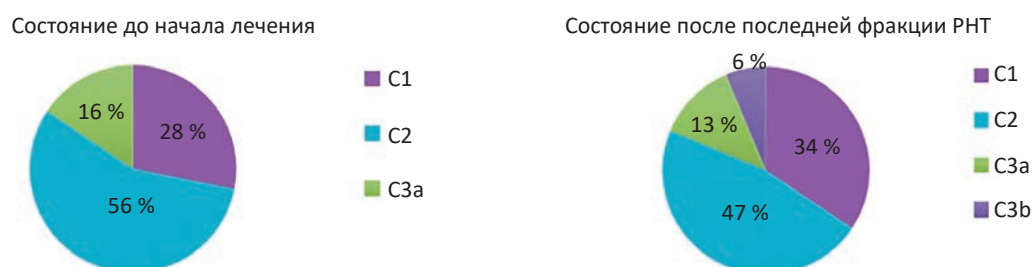 Состояние до начала лечения
16 %
28 %
56 %
C1
C2
C3a
Состояние после последней фракции РНТ
6 %
13 %
34 %
47 %
C1
C2
C3a
C3b